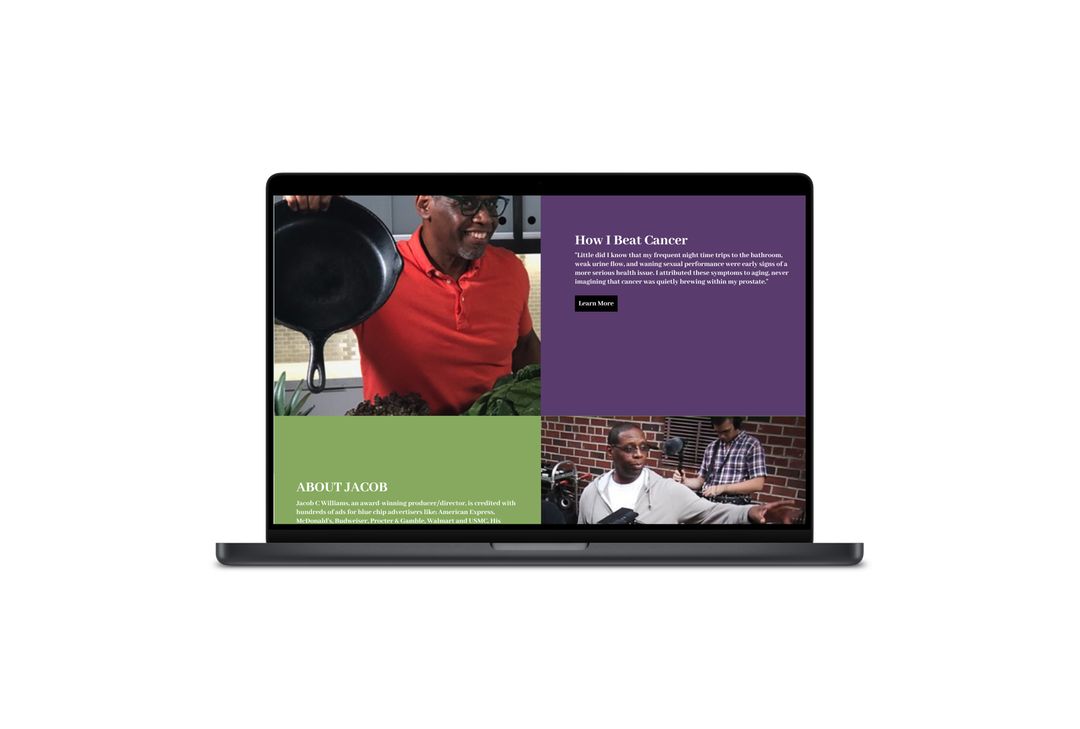 How I Beat Cancer
"Little did I know that my frequent night time trips to the bathroom,
weak urine flow, and waning sexual performance were early signs of a
more serious health issue. I attributed these symptoms to aging, never
imagining that cancer was quietly brewing within my prostate."
Learn More
ABOUT JACOB
Jacob C Williams, an award-winning producer/director, is credited with
hundreds of ads for blue chip advertisers like: American Express,
McDonald's, Budweiser, Procter & Gamble, Walmart and USMC. His